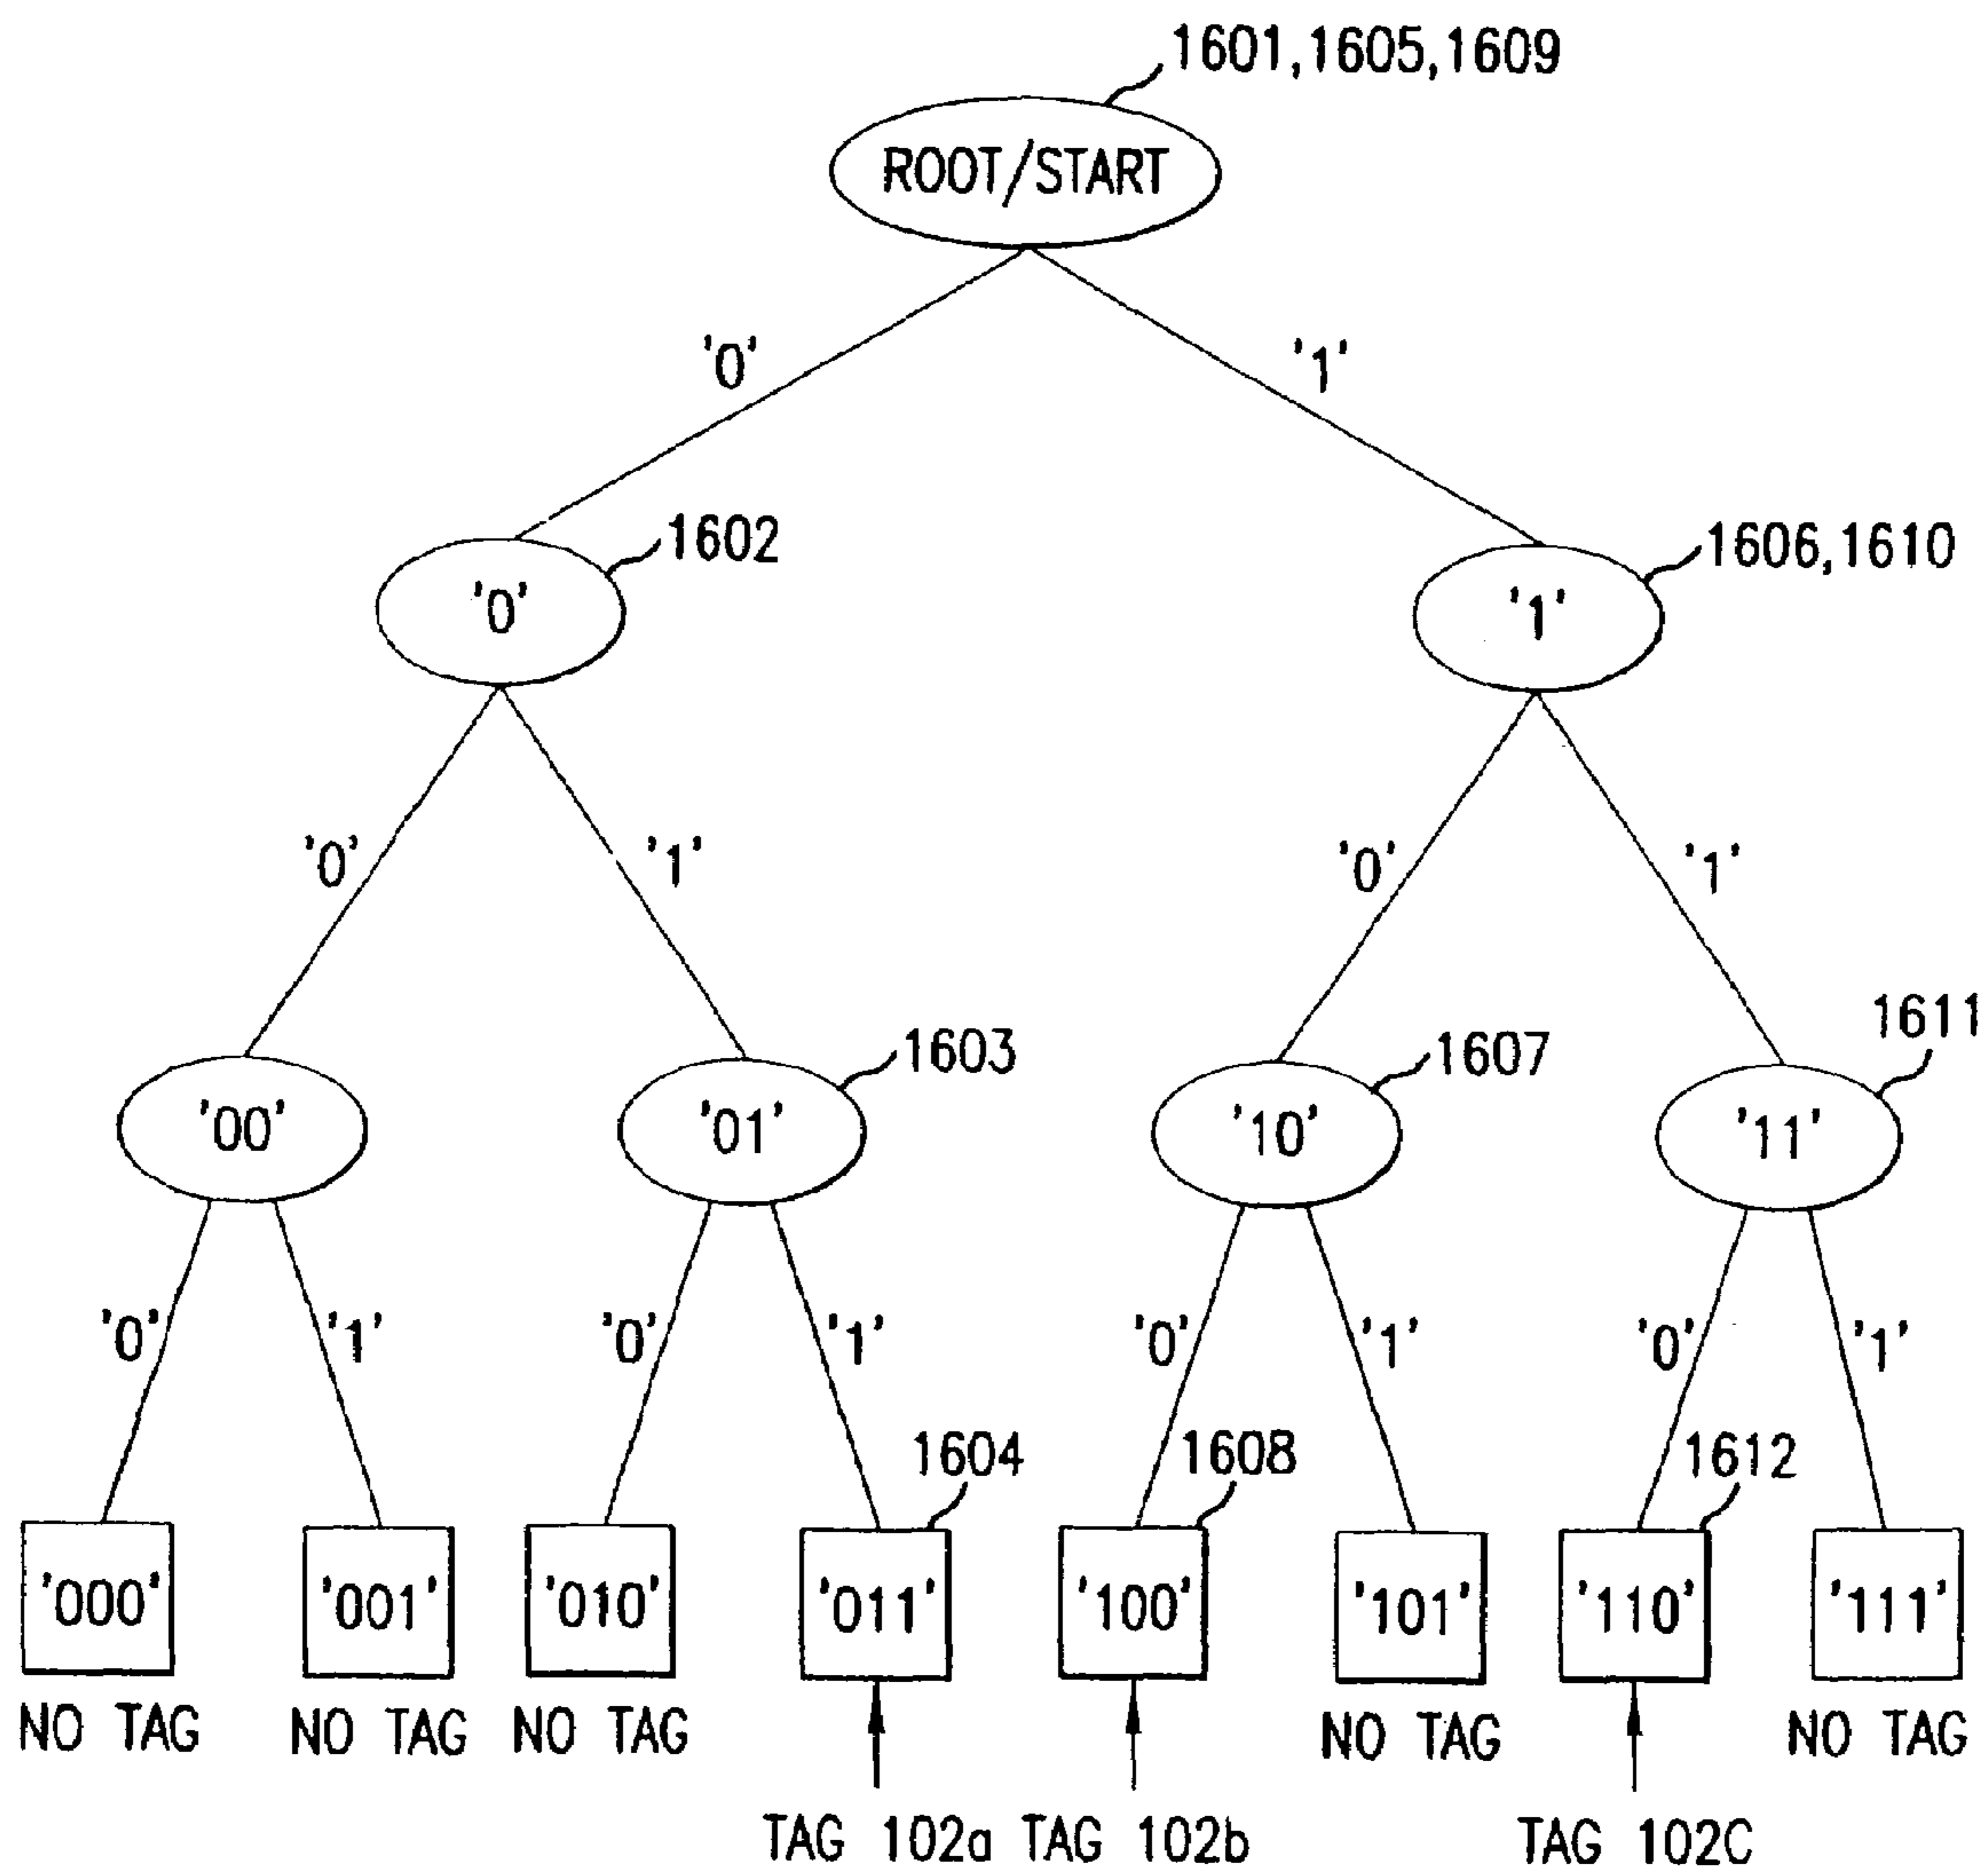 1601,1605,1609
ROOT/START
'0' '1'
1602
1606,1610
'0' '1'
'0' '1' '0' '1'
1603 1607 1611
'00' '01' '10' '11'
'0' '1' '0' '1' '0' '1' '0' '1'
1604 1608 1612
'000' '001' '010' '011' '100' '101' '110' '111'
NO TAG NO TAG NO TAG NO TAG NO TAG
TAG 102a TAG 102b TAG 102C